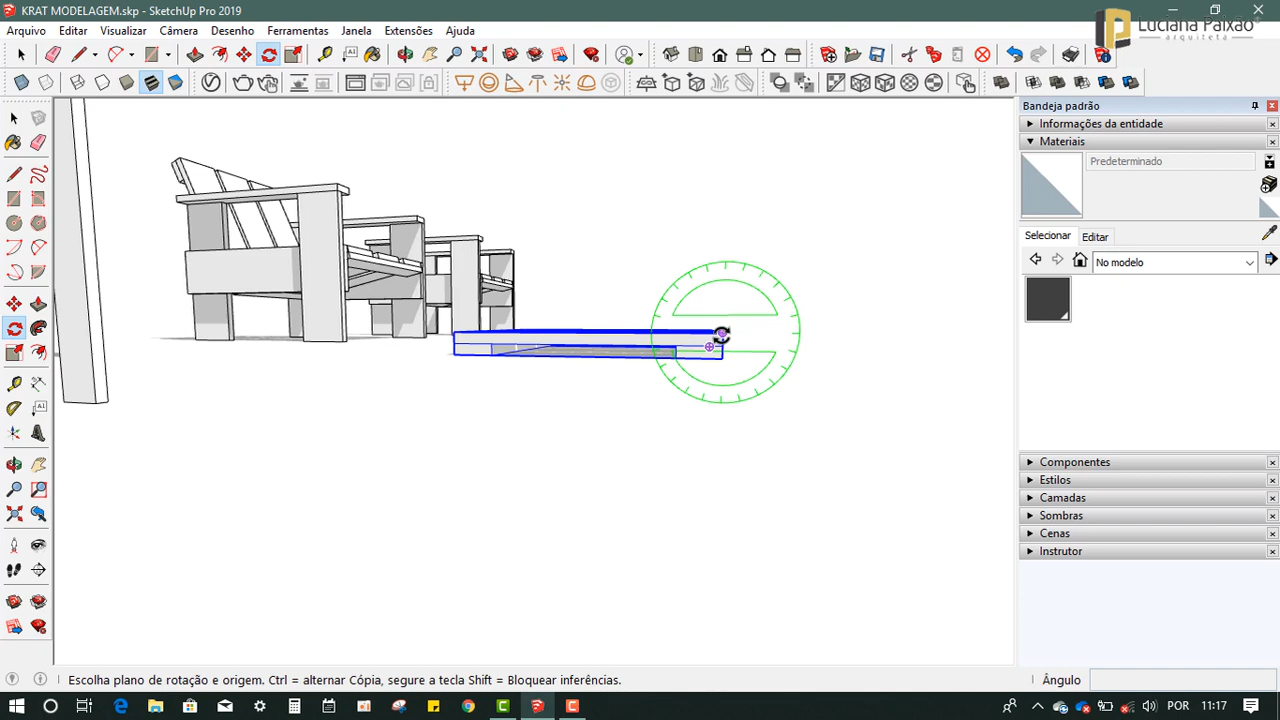 KRAT MODELAGEM.skp - SketchUp Pro 2019
Luciana Paixão
arquiteta
Arquivo Editar Visualizar Câmera Desenho Ferramentas Janela Extensões Ajuda
Bandeja padrão
Informações da entidade
Materiais
Predeterminado
Selecionar Editar
No modelo
Componentes
Estilos
Camadas
Sombras
Cenas
Instrutor
Escolha plano de rotação e origem. Ctrl = alternar Cópia, segure a tecla Shift = Bloquear inferências.
Ângulo
POR 11:17